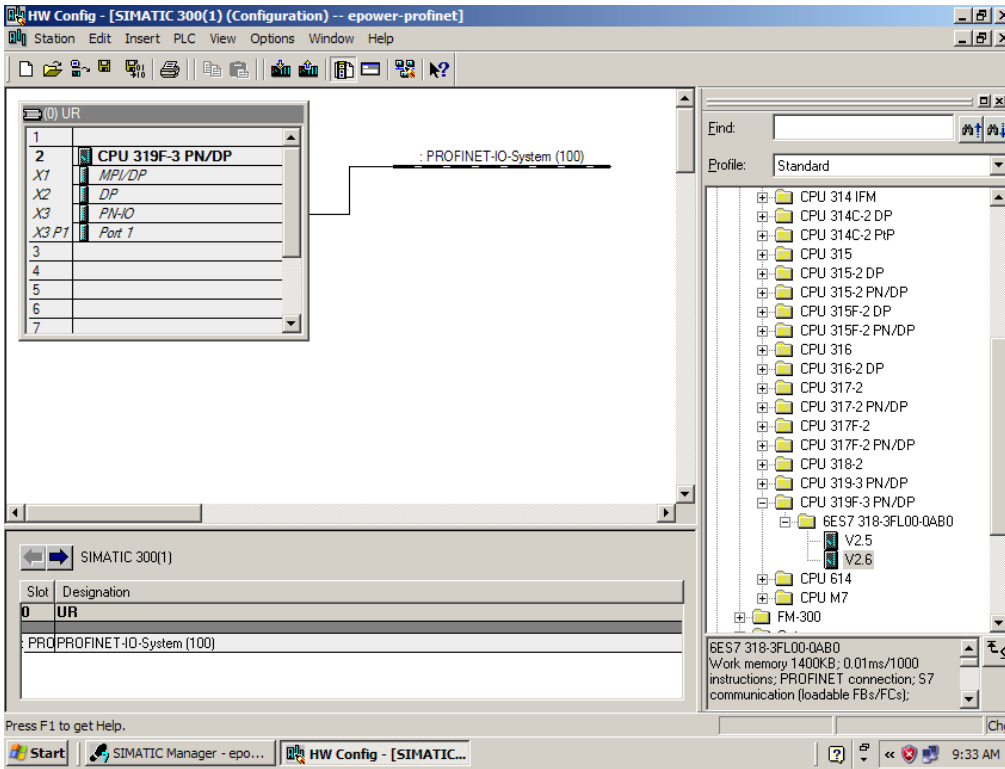 HW Config - [SIMATIC 300(1) (Configuration) -- epower-profinet]
Station Edit Insert PLC View Options Window Help
(0) UR
1
2 CPU 319F-3 PN/DP
X1 MPI/DP
X2 DP
X3 PN-IO
X3 P1 Port 1
3
4
5
6
7
: PROFINET-IO-System (100)
Find:
Profile: Standard
CPU 314 IFM
CPU 314C-2 DP
CPU 314C-2 PtP
CPU 315
CPU 315-2 DP
CPU 315-2 PN/DP
CPU 315F-2 DP
CPU 315F-2 PN/DP
CPU 316
CPU 316-2 DP
CPU 317-2
CPU 317-2 PN/DP
CPU 317F-2
CPU 317F-2 PN/DP
CPU 318-2
CPU 319-3 PN/DP
CPU 319F-3 PN/DP
6ES7 318-3FL00-0AB0
V2.5
V2.6
CPU 614
CPU M7
FM-300
6ES7 318-3FL00-0AB0
Work memory 1400KB; 0.01ms/1000
instructions; PROFINET connection; S7
communication (loadable FBs/FCs);
SIMATIC 300(1)
Slot Designation
0 UR
: PRO PROFINET-IO-System (100)
Press F1 to get Help.
Chg
Start SIMATIC Manager - epo... HW Config - [SIMATIC... 9:33 AM